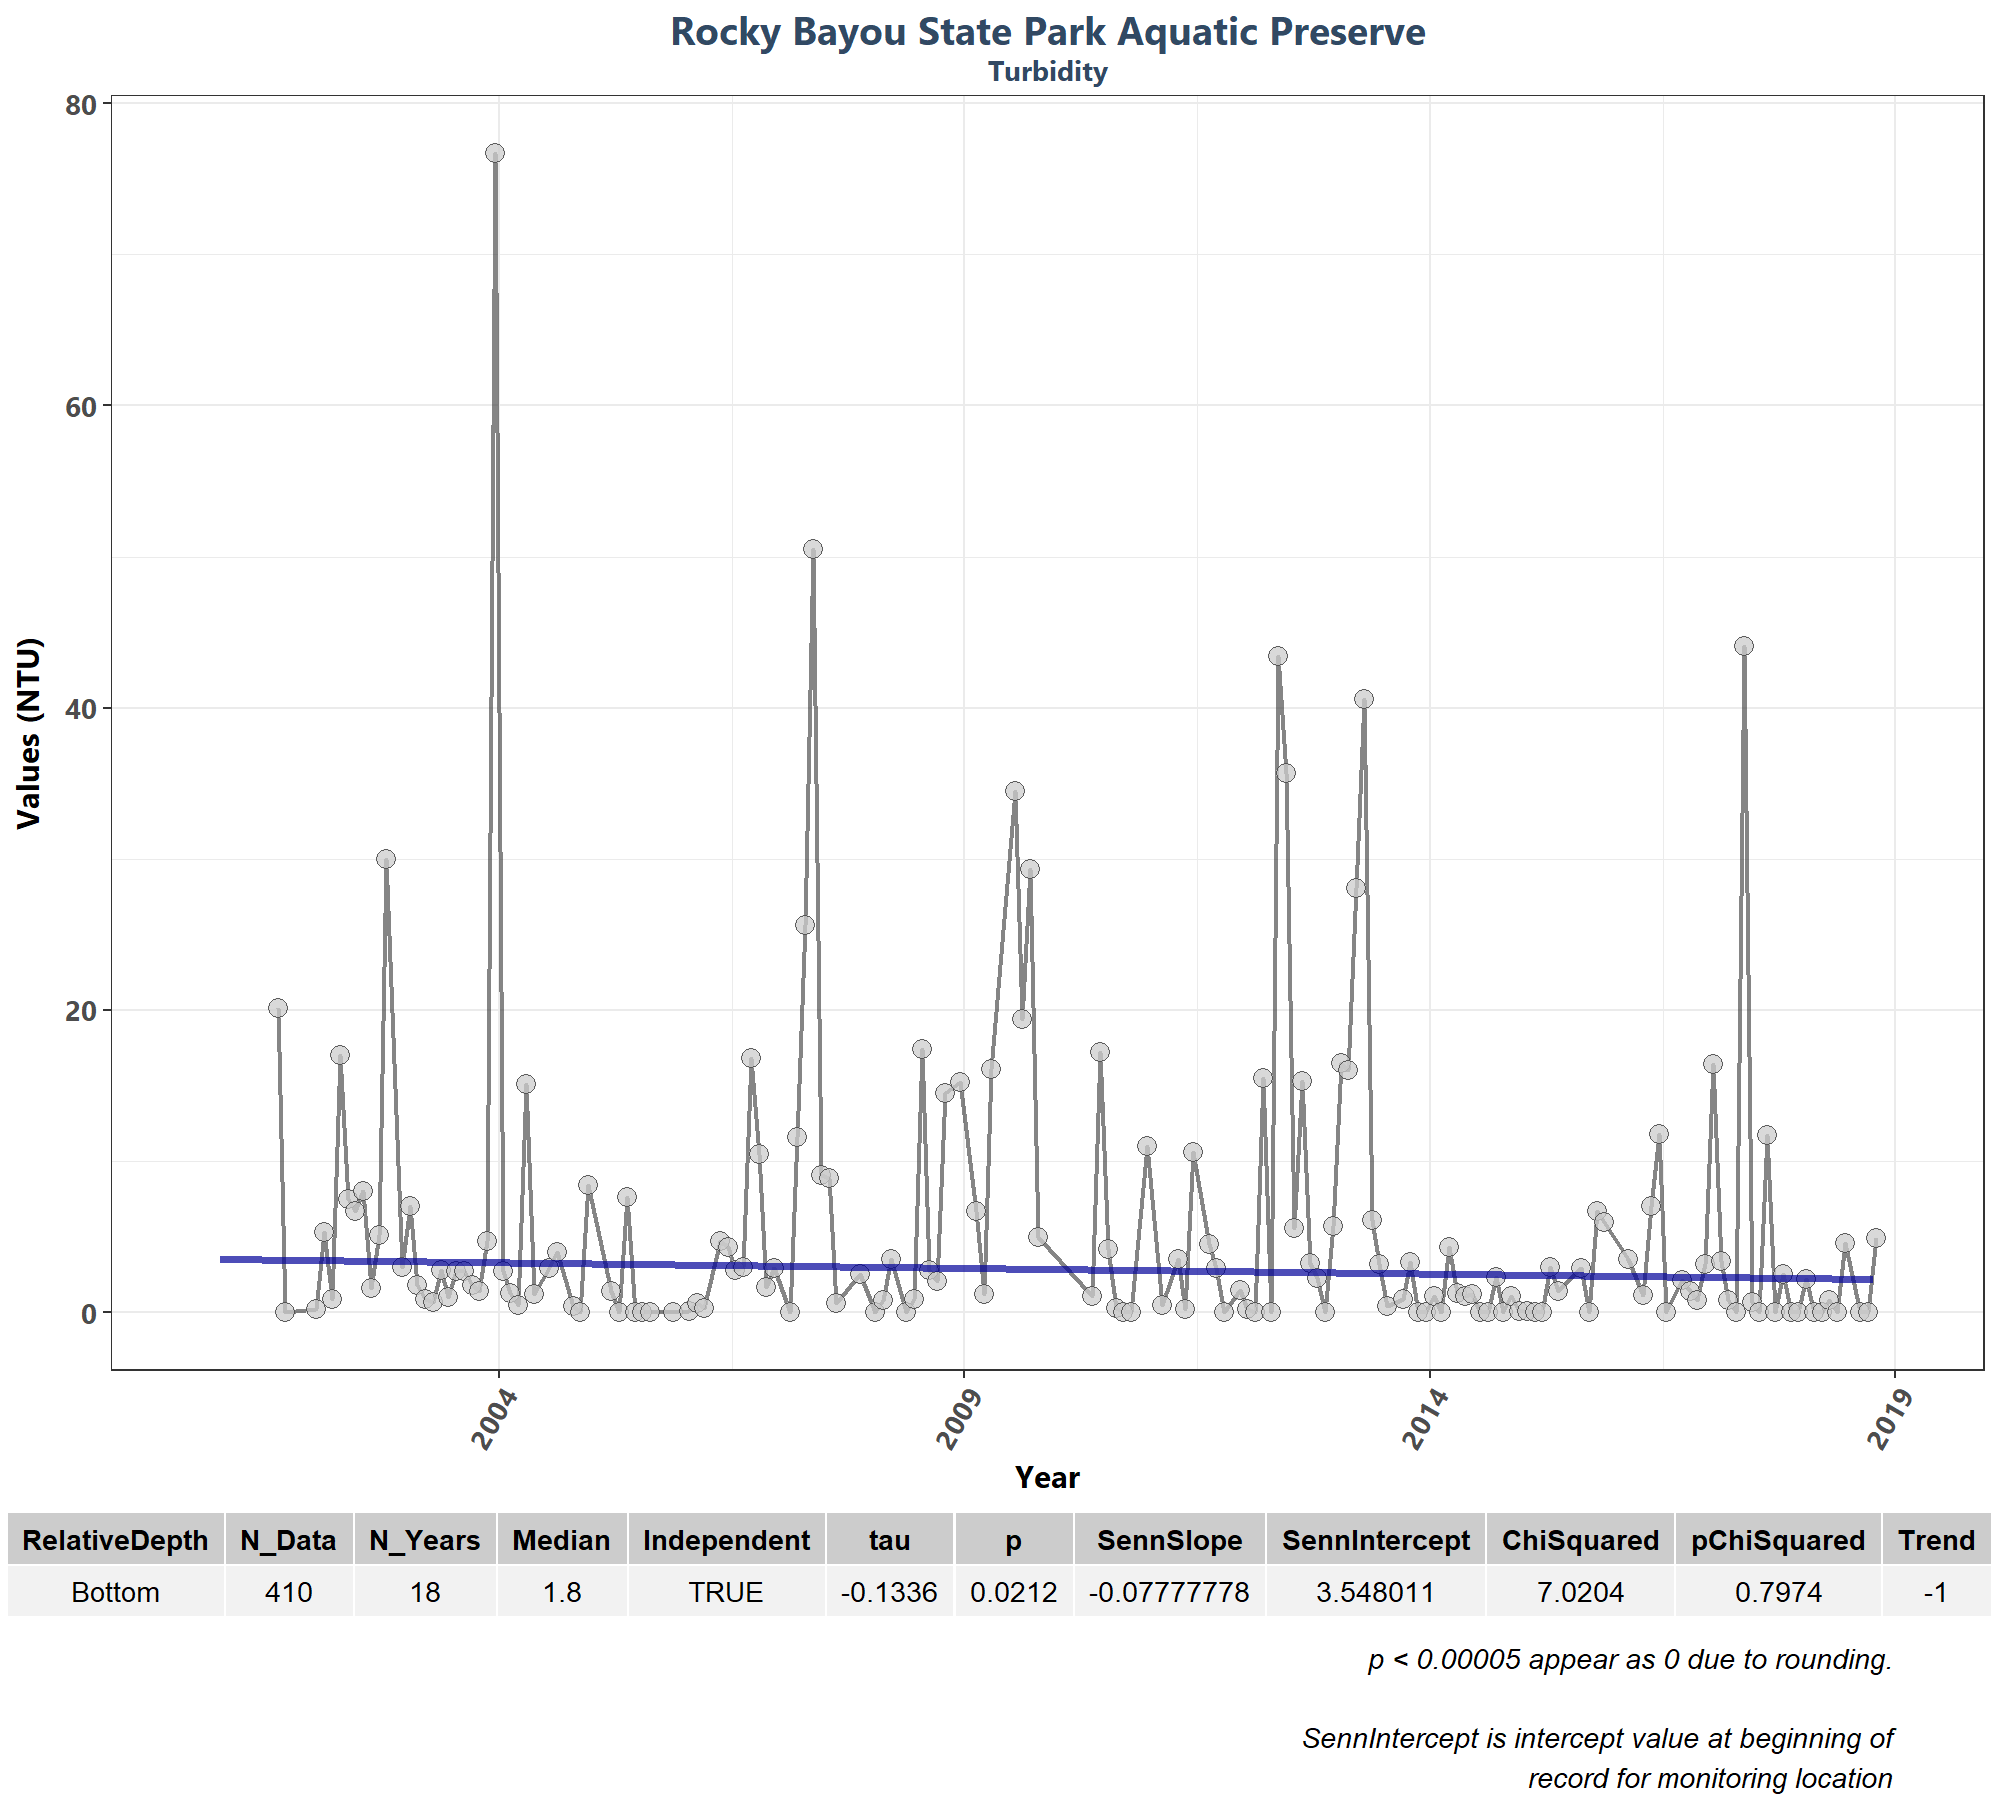 Rocky Bayou State Park Aquatic Preserve
Turbidity
Values (NTU)
80
60
40
20
0
2004 2009 2014 2019
Year
RelativeDepth N_Data N_Years Median Independent tau p SennSlope SennIntercept ChiSquared pChiSquared Trend
Bottom 410 18 1.8 TRUE -0.1336 0.0212 -0.07777778 3.548011 7.0204 0.7974 -1
p < 0.00005 appear as 0 due to rounding.
SennIntercept is intercept value at beginning of
record for monitoring location